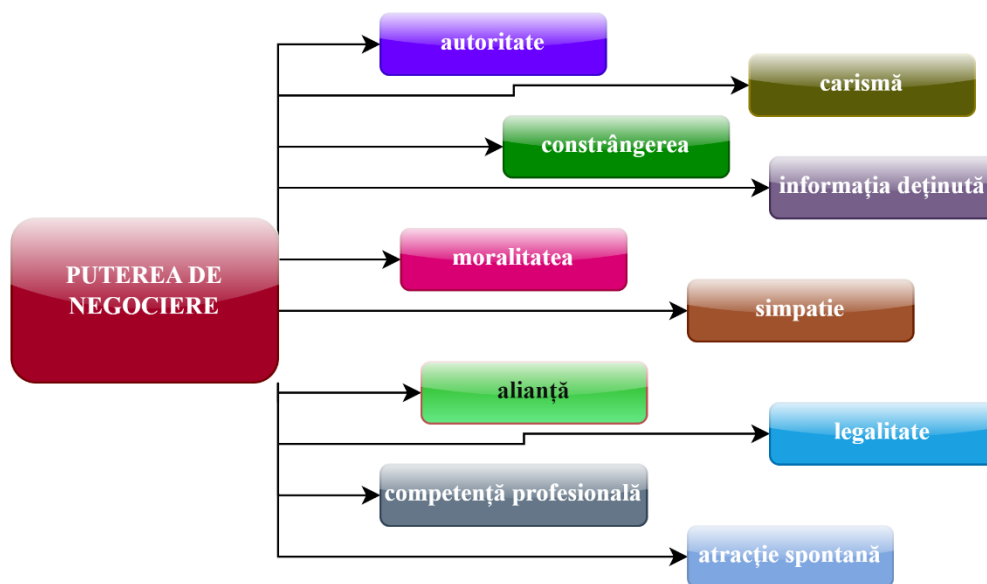 autoritate
carismă
constrângerea
informația deținută
moralitatea
PUTEREA DE
NEGOCIERE
simpatie
alianță
legalitate
competență profesională
atracție spontană